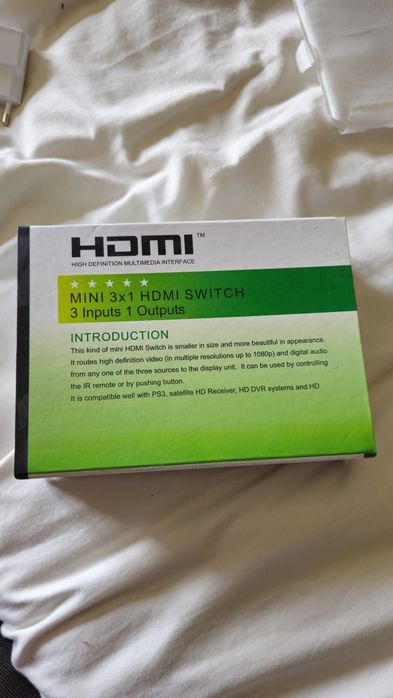 HDMI™
HIGH DEFINITION MULTIMEDIA INTERFACE
MINI 3x1 HDMI SWITCH
3 Inputs 1 Outputs
INTRODUCTION
This kind of mini HDMI Switch is smaller in size and more beautiful in appearance.
It routes high definition video (in multiple resolutions up to 1080p) and digital audio
from any one of the three sources to the display unit. It can be used by controlling
the IR remote or by pushing button.
It is compatible well with PS3, satellite HD Receiver, HD DVR systems and HD